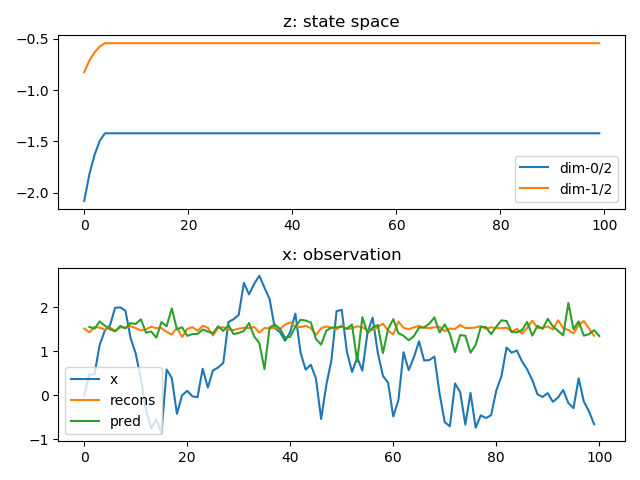 z: state space
−0.5
−1.0
−1.5
−2.0
dim-0/2
dim-1/2
0
20
40
60
80
100
x: observation
2
1
0
−1
x
recons
pred
0
20
40
60
80
100